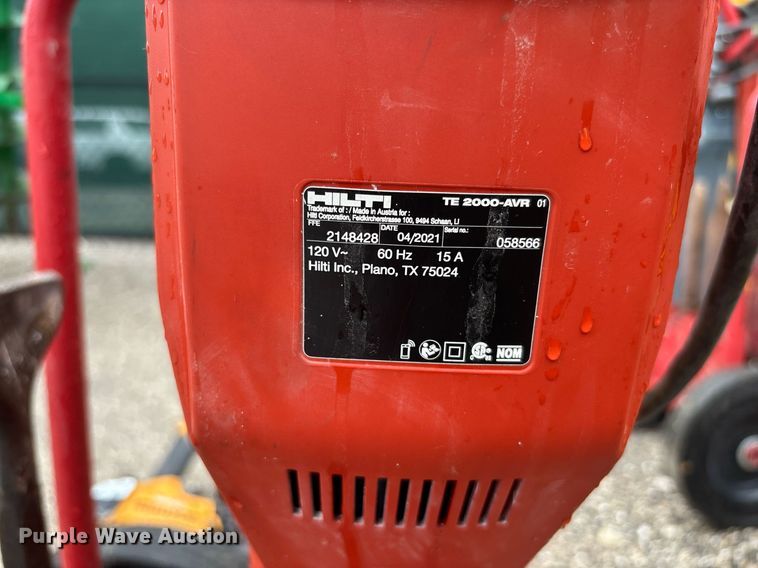 HILTI TE 2000-AVR 01
Trademark of : / Made in Austria for :
Hilti Corporation, Feldkircherstrasse 100, 9494 Schaan, LI
FFE DATE Serial no.:
2148428 04/2021 058566
120 V~ 60 Hz 15 A
Hilti Inc., Plano, TX 75024
NOM
Purple Wave Auction